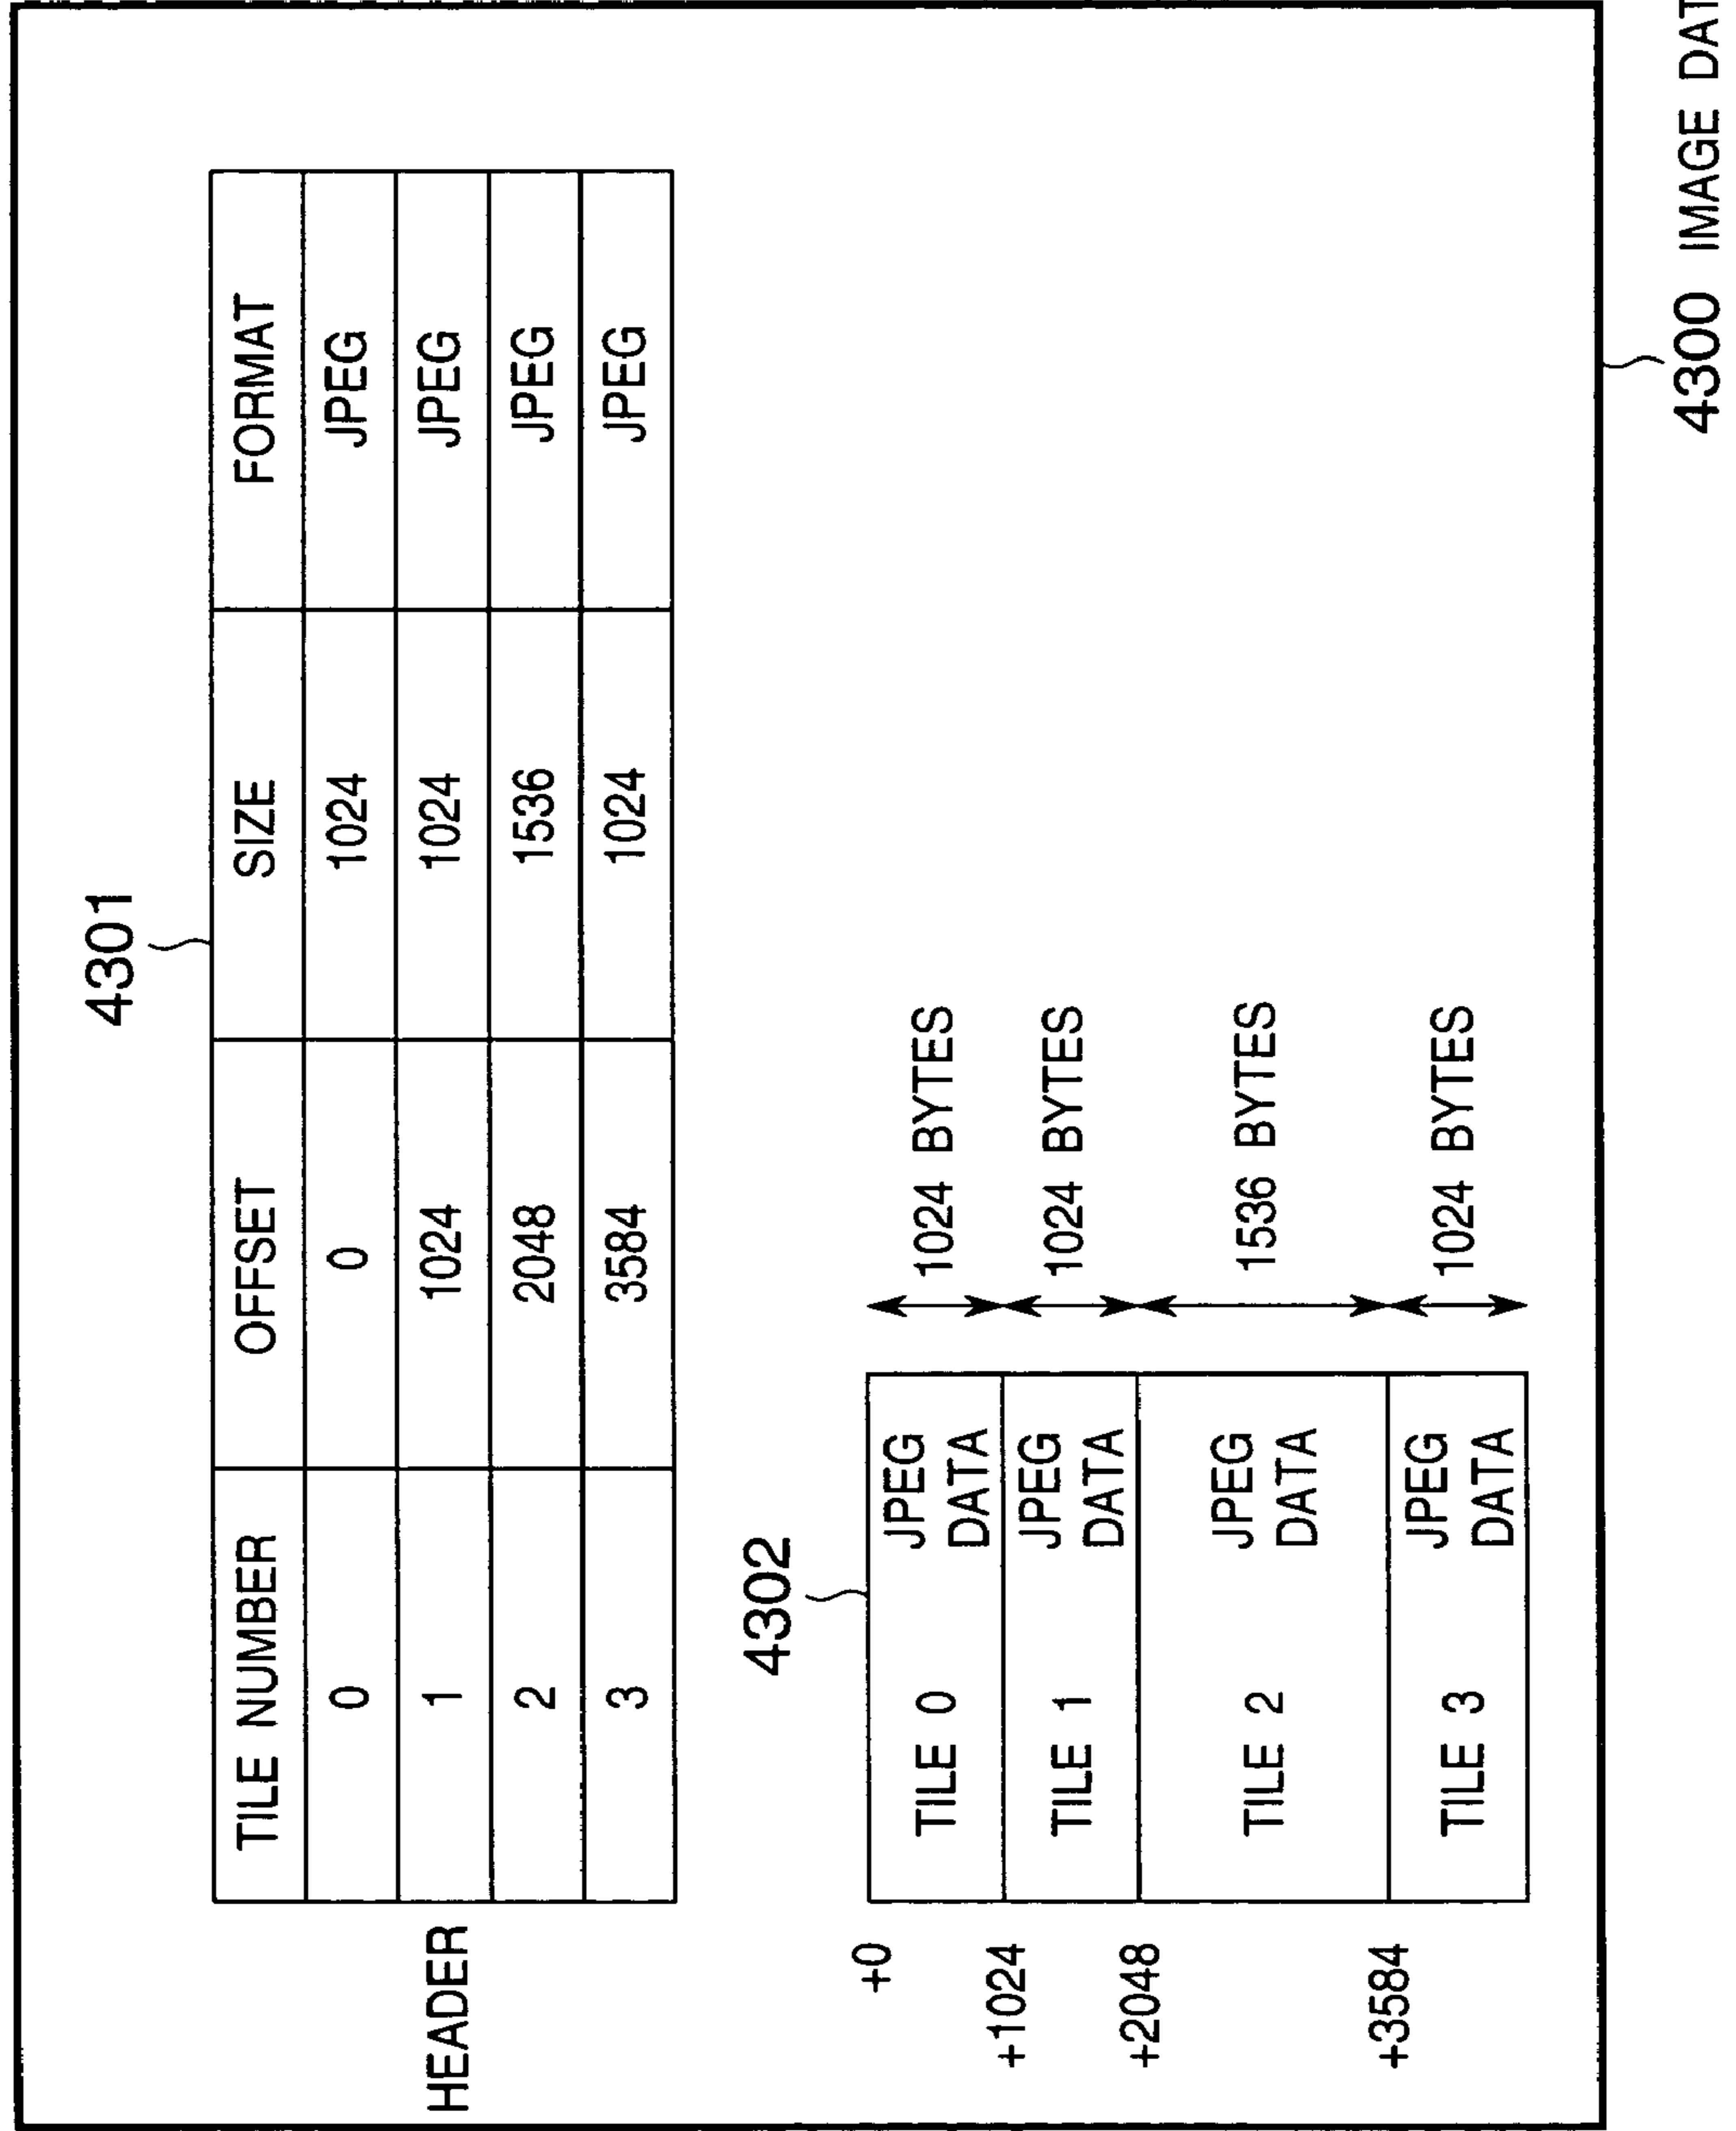 4301
TILE NUMBER OFFSET SIZE FORMAT
0 0 1024 JPEG
HEADER 1 1024 1024 JPEG
2 2048 1536 JPEG
3 3584 1024 JPEG
4302
+0
TILE 0 JPEG DATA 1024 BYTES
+1024
TILE 1 JPEG DATA 1024 BYTES
+2048
TILE 2 JPEG DATA 1536 BYTES
+3584
TILE 3 JPEG DATA 1024 BYTES
4300 IMAGE DAT